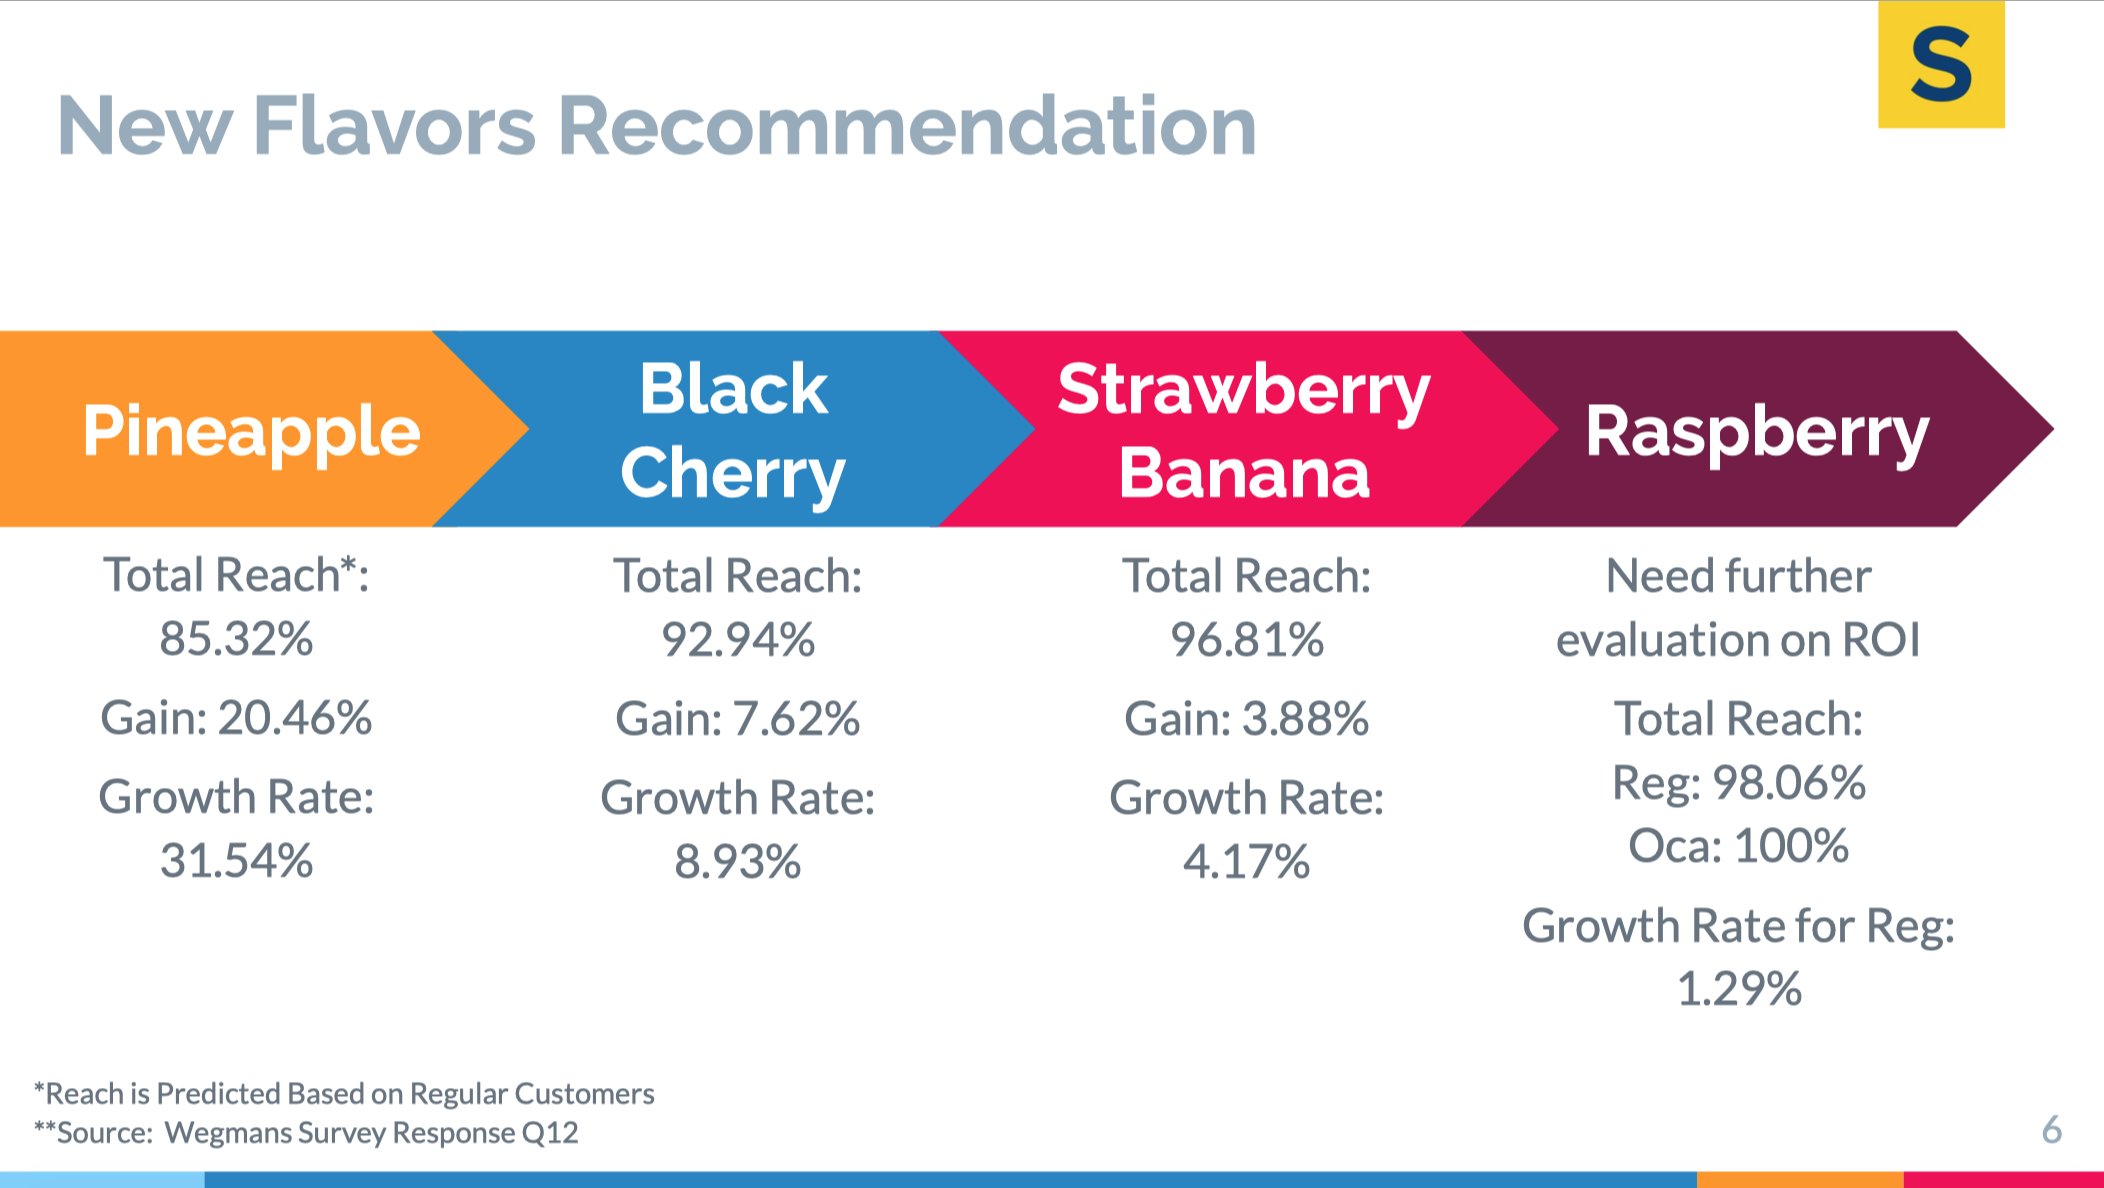 S
New Flavors Recommendation
Pineapple
Black
Cherry
Strawberry
Banana
Raspberry
Total Reach*:
85.32%
Gain: 20.46%
Growth Rate:
31.54%
Total Reach:
92.94%
Gain: 7.62%
Growth Rate:
8.93%
Total Reach:
96.81%
Gain: 3.88%
Growth Rate:
4.17%
Need further
evaluation on ROI
Total Reach:
Reg: 98.06%
Oca: 100%
Growth Rate for Reg:
1.29%
*Reach is Predicted Based on Regular Customers
**Source: Wegmans Survey Response Q12
6